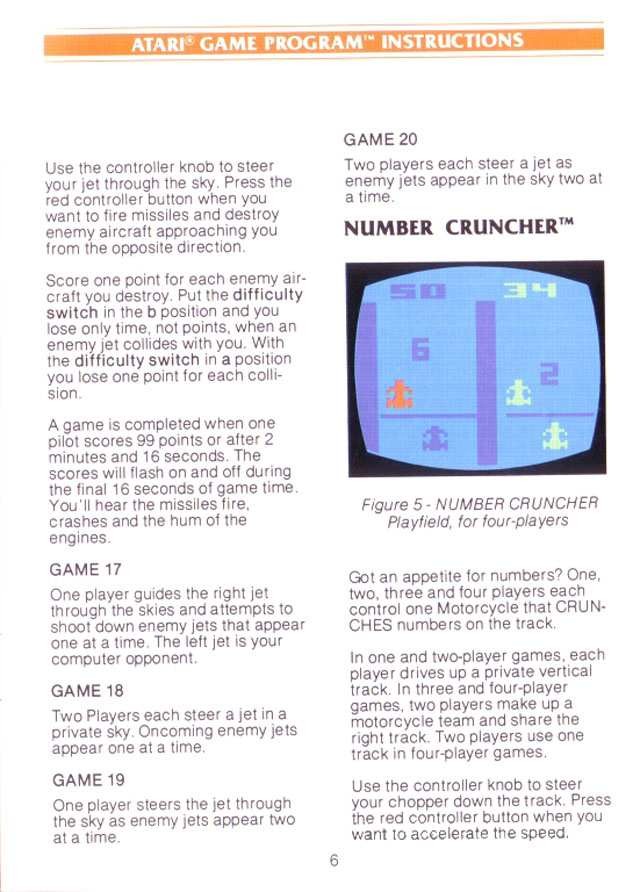 ATARI® GAME PROGRAM™ INSTRUCTIONS
Use the controller knob to steer
your jet through the sky. Press the
red controller button when you
want to fire missiles and destroy
enemy aircraft approaching you
from the opposite direction.
Score one point for each enemy air-
craft you destroy. Put the difficulty
switch in the b position and you
lose only time, not points, when an
enemy jet collides with you. With
the difficulty switch in a position
you lose one point for each colli-
sion.
A game is completed when one
pilot scores 99 points or after 2
minutes and 16 seconds. The
scores will flash on and off during
the final 16 seconds of game time.
You'll hear the missiles fire,
crashes and the hum of the
engines.
GAME 17
One player guides the right jet
through the skies and attempts to
shoot down enemy jets that appear
one at a time. The left jet is your
computer opponent.
GAME 18
Two Players each steer a jet in a
private sky. Oncoming enemy jets
appear one at a time.
GAME 19
One player steers the jet through
the sky as enemy jets appear two
at a time.
GAME 20
Two players each steer a jet as
enemy jets appear in the sky two at
a time.
NUMBER CRUNCHER™
50 34
6
2
Figure 5 - NUMBER CRUNCHER
Playfield, for four-players
Got an appetite for numbers? One,
two, three and four players each
control one Motorcycle that CRUN-
CHES numbers on the track.
In one and two-player games, each
player drives up a private vertical
track. In three and four-player
games, two players make up a
motorcycle team and share the
right track. Two players use one
track in four-player games.
Use the controller knob to steer
your chopper down the track. Press
the red controller button when you
want to accelerate the speed.
6